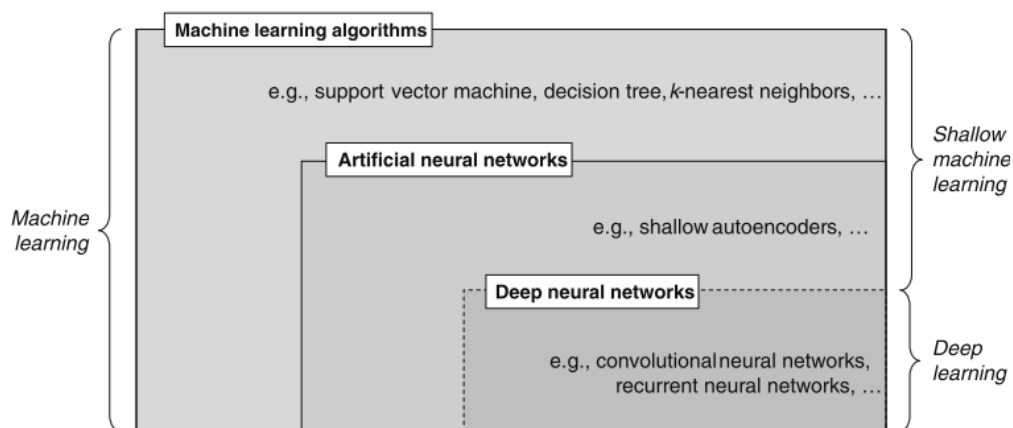 Machine learning algorithms
e.g., support vector machine, decision tree, k-nearest neighbors, ...
Shallow
machine
learning
Artificial neural networks
Machine
learning
e.g., shallow autoencoders, ...
Deep neural networks
e.g., convolutional neural networks,
recurrent neural networks, ...
Deep
learning